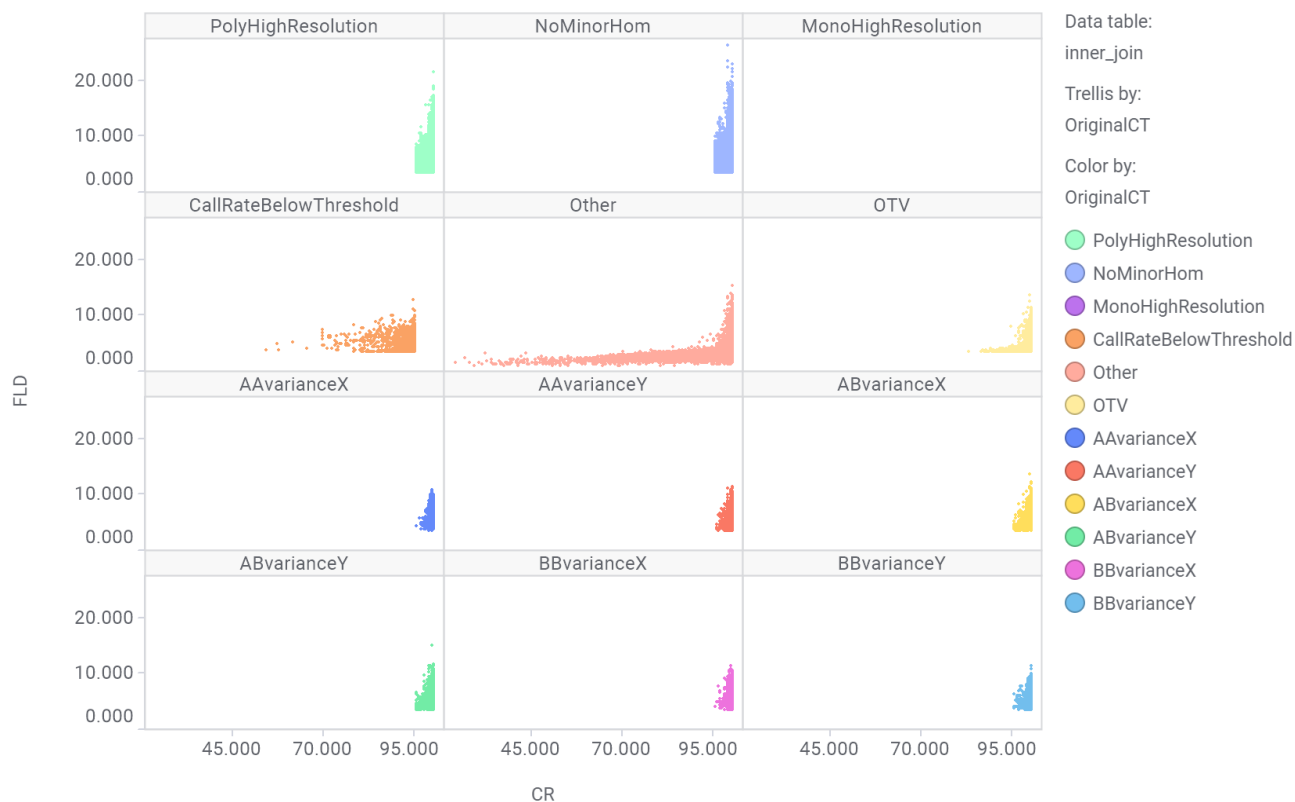 PolyHighResolution NoMinorHom MonoHighResolution
20.000
10.000
0.000
CallRateBelowThreshold Other OTV
20.000
10.000
0.000
AAvarianceX AAvarianceY ABvarianceX
20.000
10.000
0.000
ABvarianceY BBvarianceX BBvarianceY
20.000
10.000
0.000
45.000 70.000 95.000 45.000 70.000 95.000 45.000 70.000 95.000
FLD
CR
Data table:
inner_join
Trellis by:
OriginalCT
Color by:
OriginalCT
PolyHighResolution
NoMinorHom
MonoHighResolution
CallRateBelowThreshold
Other
OTV
AAvarianceX
AAvarianceY
ABvarianceX
ABvarianceY
BBvarianceX
BBvarianceY